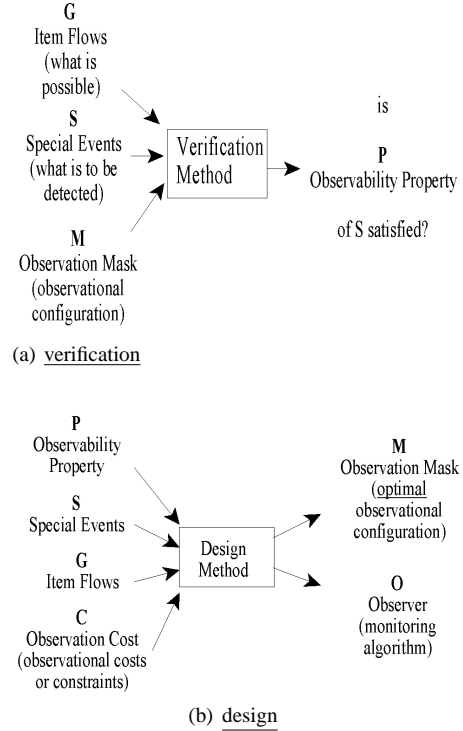 G
Item Flows
(what is
possible)
S
Special Events
(what is to be
detected)
M
Observation Mask
(observational
configuration)
Verification
Method
is
P
Observability Property
of S satisfied?
(a) verification
P
Observability
Property
S
Special Events
G
Item Flows
C
Observation Cost
(observational costs
or constraints)
Design
Method
M
Observation Mask
(optimal
observational
configuration)
O
Observer
(monitoring
algorithm)
(b) design